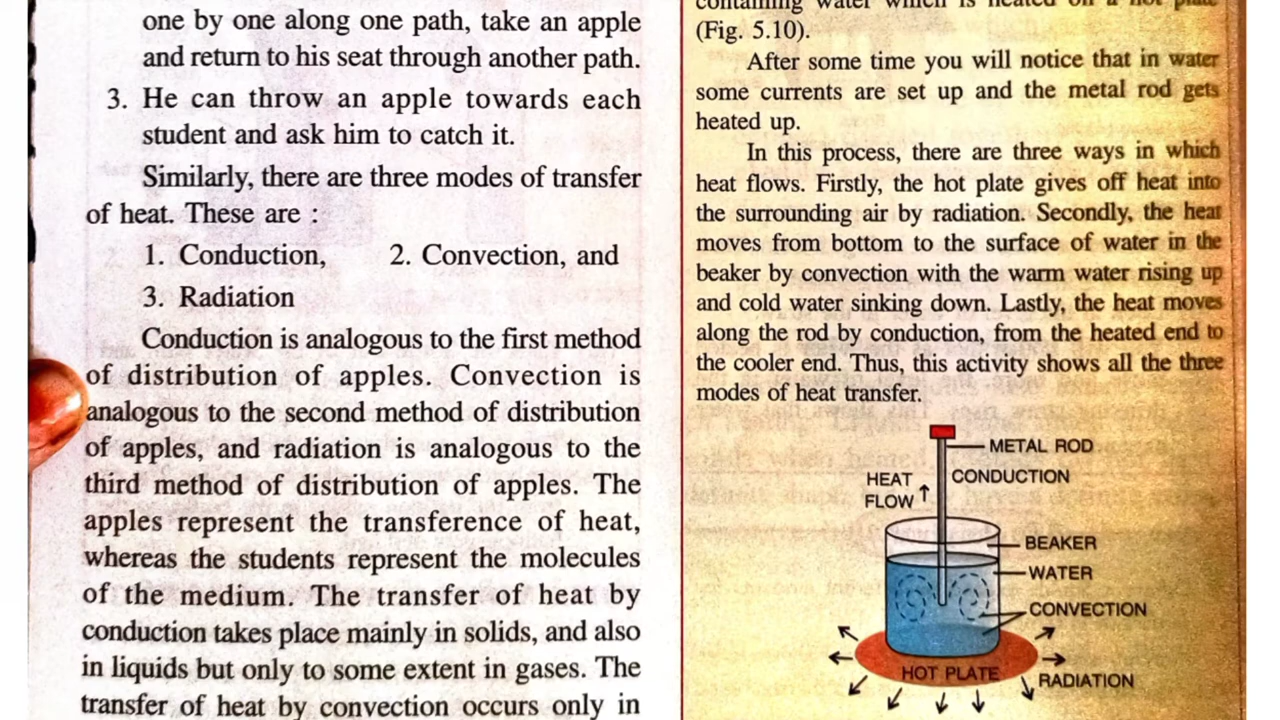 one by one along one path, take an apple
and return to his seat through another path.
3. He can throw an apple towards each
student and ask him to catch it.
Similarly, there are three modes of transfer
of heat. These are :
1. Conduction, 2. Convection, and
3. Radiation
Conduction is analogous to the first method
of distribution of apples. Convection is
analogous to the second method of distribution
of apples, and radiation is analogous to the
third method of distribution of apples. The
apples represent the transference of heat,
whereas the students represent the molecules
of the medium. The transfer of heat by
conduction takes place mainly in solids, and also
in liquids but only to some extent in gases. The
transfer of heat by convection occurs only in
containing water which is heated on a hot plate
(Fig. 5.10).
After some time you will notice that in water
some currents are set up and the metal rod gets
heated up.
In this process, there are three ways in which
heat flows. Firstly, the hot plate gives off heat into
the surrounding air by radiation. Secondly, the heat
moves from bottom to the surface of water in the
beaker by convection with the warm water rising up
and cold water sinking down. Lastly, the heat moves
along the rod by conduction, from the heated end to
the cooler end. Thus, this activity shows all the three
modes of heat transfer.
METAL ROD
HEAT
FLOW
CONDUCTION
BEAKER
WATER
CONVECTION
HOT PLATE
RADIATION